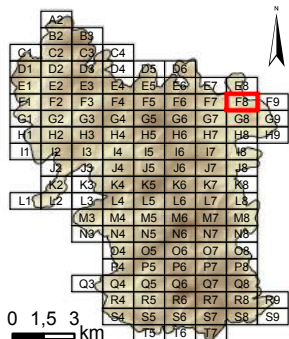 A2
N
B2 B3
C1 C2 C3 C4
D1 D2 D3 D4 D5 D6
E1 E2 E3 E4 E5 E6 E7 E8
F1 F2 F3 F4 F5 F6 F7 F8 F9
G1 G2 G3 G4 G5 G6 G7 G8 G9
H1 H2 H3 H4 H5 H6 H7 H8 H9
I1 I2 I3 I4 I5 I6 I7 I8
J2 J3 J4 J5 J6 J7 J8
K2 K3 K4 K5 K6 K7 K8
L1 L2 L3 L4 L5 L6 L7 L8
M3 M4 M5 M6 M7 M8
N3 N4 N5 N6 N7 N8
O4 O5 O6 O7 O8
P4 P5 P6 P7 P8
Q3 Q4 Q5 Q6 Q7 Q8
R4 R5 R6 R7 R8 R9
S4 S5 S6 S7 S8 S9
T5 T6 T7
0 1,5 3
km